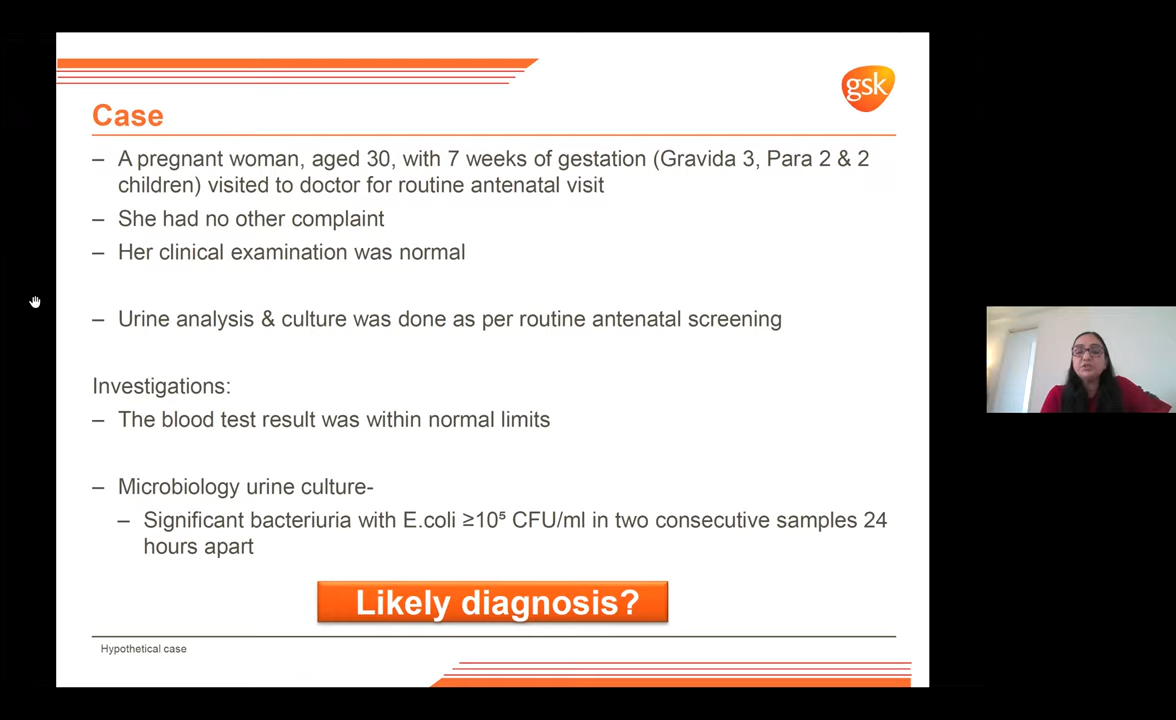 gsk
Case
– A pregnant woman, aged 30, with 7 weeks of gestation (Gravida 3, Para 2 & 2
children) visited to doctor for routine antenatal visit
– She had no other complaint
– Her clinical examination was normal
– Urine analysis & culture was done as per routine antenatal screening
Investigations:
– The blood test result was within normal limits
– Microbiology urine culture-
– Significant bacteriuria with E.coli ≥10⁵ CFU/ml in two consecutive samples 24
hours apart
Likely diagnosis?
Hypothetical case